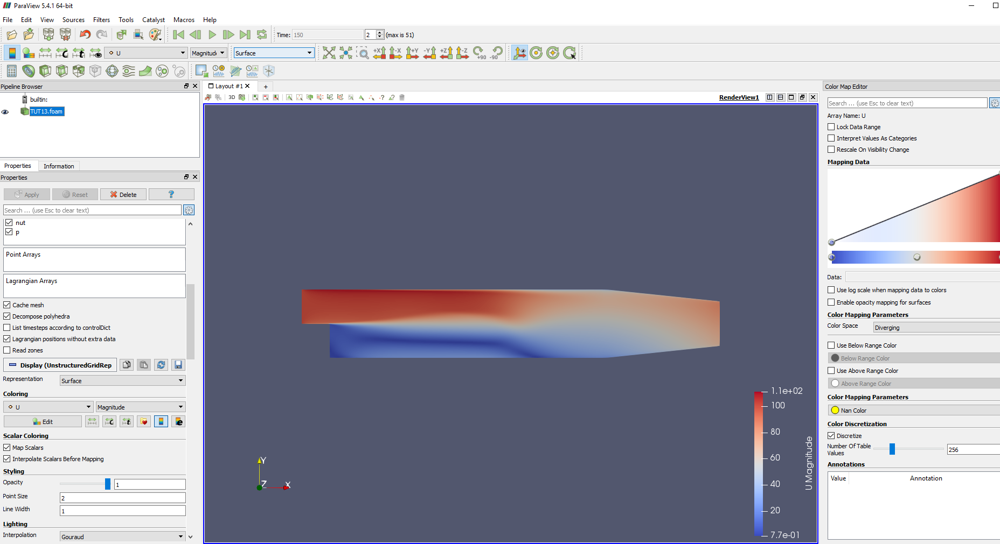 ParaView 5.4.1 64-bit
File Edit View Sources Filters Tools Catalyst Macros Help
Time: 150 2 (max is 51)
U Magnitude Surface +X -X +Y -Y +Z -Z +90 -90
Pipeline Browser
builtin:
TUT13.foam
Properties Information
Properties
Apply Reset Delete ?
Search ... (use Esc to clear text)
nut
p
Point Arrays
Lagrangian Arrays
Cache mesh
Decompose polyhedra
List timesteps according to controlDict
Lagrangian positions without extra data
Read zones
Display (UnstructuredGridRep
Representation Surface
Coloring
U Magnitude
Edit
Scalar Coloring
Map Scalars
Interpolate Scalars Before Mapping
Styling
Opacity 1
Point Size 2
Line Width 1
Lighting
Interpolation Gouraud
Layout #1 +
3D RenderView1
Y
Z X
1.1e+02
100
80
60
40
20
7.7e-01
U Magnitude
Color Map Editor
Search ... (use Esc to clear text)
Array Name: U
Lock Data Range
Interpret Values As Categories
Rescale On Visibility Change
Mapping Data
Data:
Use log scale when mapping data to colors
Enable opacity mapping for surfaces
Color Mapping Parameters
Color Space Diverging
Use Below Range Color
Below Range Color
Use Above Range Color
Above Range Color
Color Mapping Parameters
Nan Color
Color Discretization
Discretize
Number Of Table
Values 256
Annotations
Value Annotation